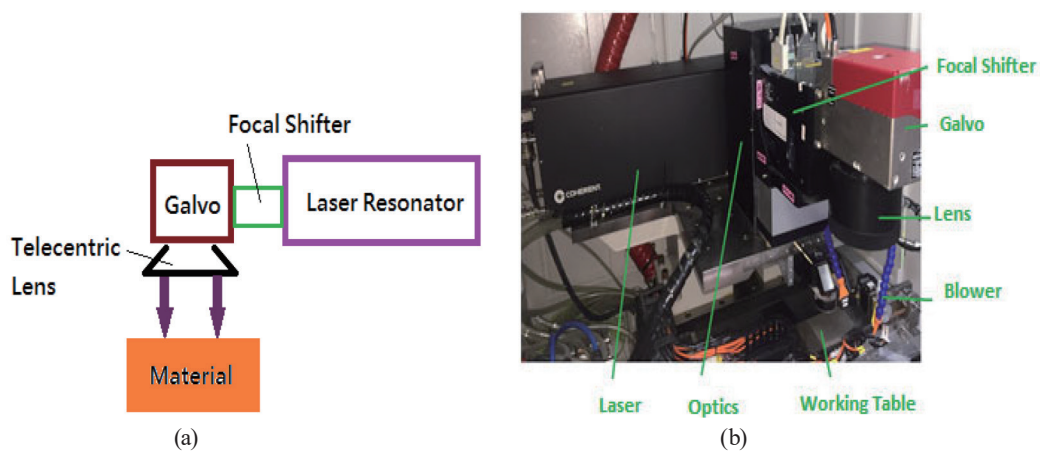 Focal Shifter
Galvo
Laser Resonator
Telecentric
Lens
Material
(a)
COHERENT
Focal Shifter
Galvo
Lens
Blower
Laser
Optics
Working Table
(b)